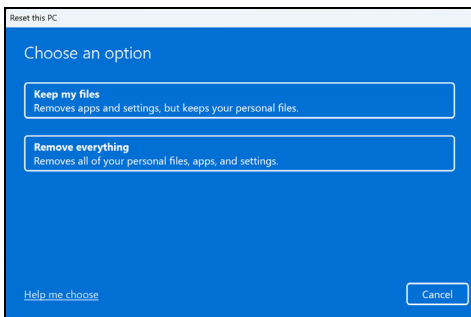 Reset this PC
Choose an option
Keep my files
Removes apps and settings, but keeps your personal files.
Remove everything
Removes all of your personal files, apps, and settings.
Help me choose
Cancel